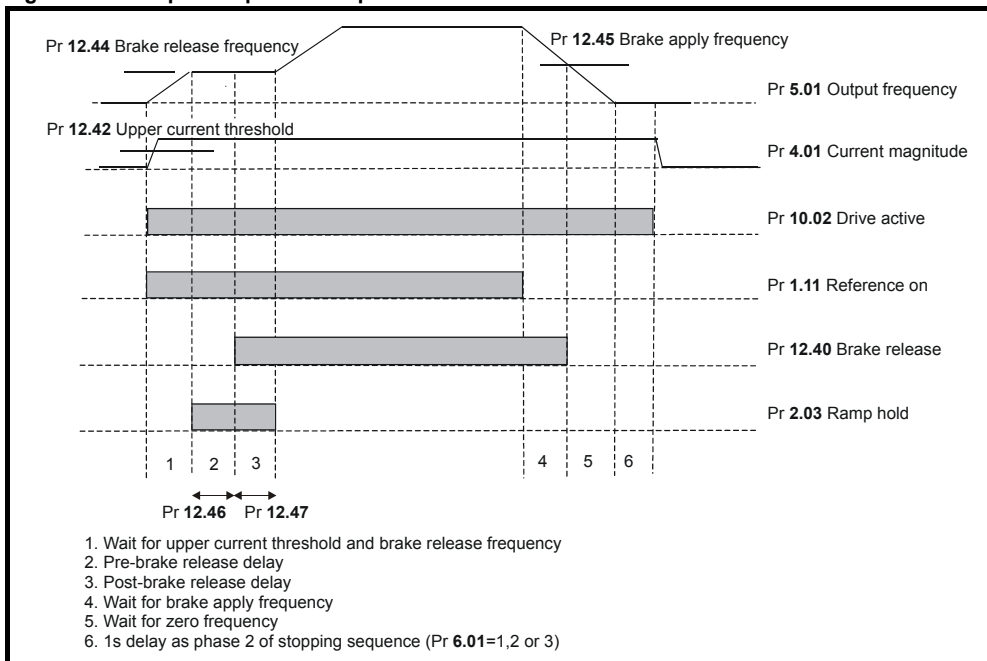 Pr 12.44 Brake release frequency
Pr 12.45 Brake apply frequency
Pr 5.01 Output frequency
Pr 12.42 Upper current threshold
Pr 4.01 Current magnitude
Pr 10.02 Drive active
Pr 1.11 Reference on
Pr 12.40 Brake release
Pr 2.03 Ramp hold
1 2 3 4 5 6
Pr 12.46 Pr 12.47
1. Wait for upper current threshold and brake release frequency
2. Pre-brake release delay
3. Post-brake release delay
4. Wait for brake apply frequency
5. Wait for zero frequency
6. 1s delay as phase 2 of stopping sequence (Pr 6.01=1,2 or 3)